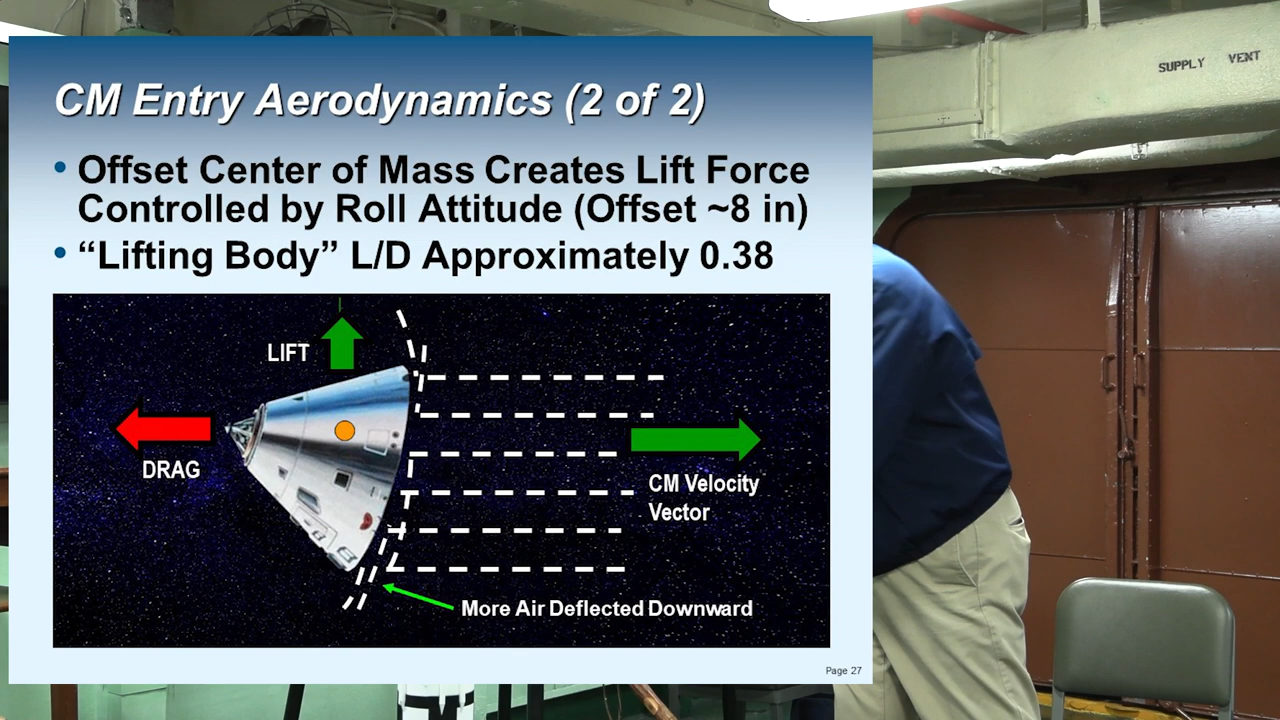 CM Entry Aerodynamics (2 of 2)
• Offset Center of Mass Creates Lift Force
Controlled by Roll Attitude (Offset ~8 in)
• “Lifting Body” L/D Approximately 0.38
LIFT
DRAG
CM Velocity
Vector
More Air Deflected Downward
Page 27
SUPPLY VENT